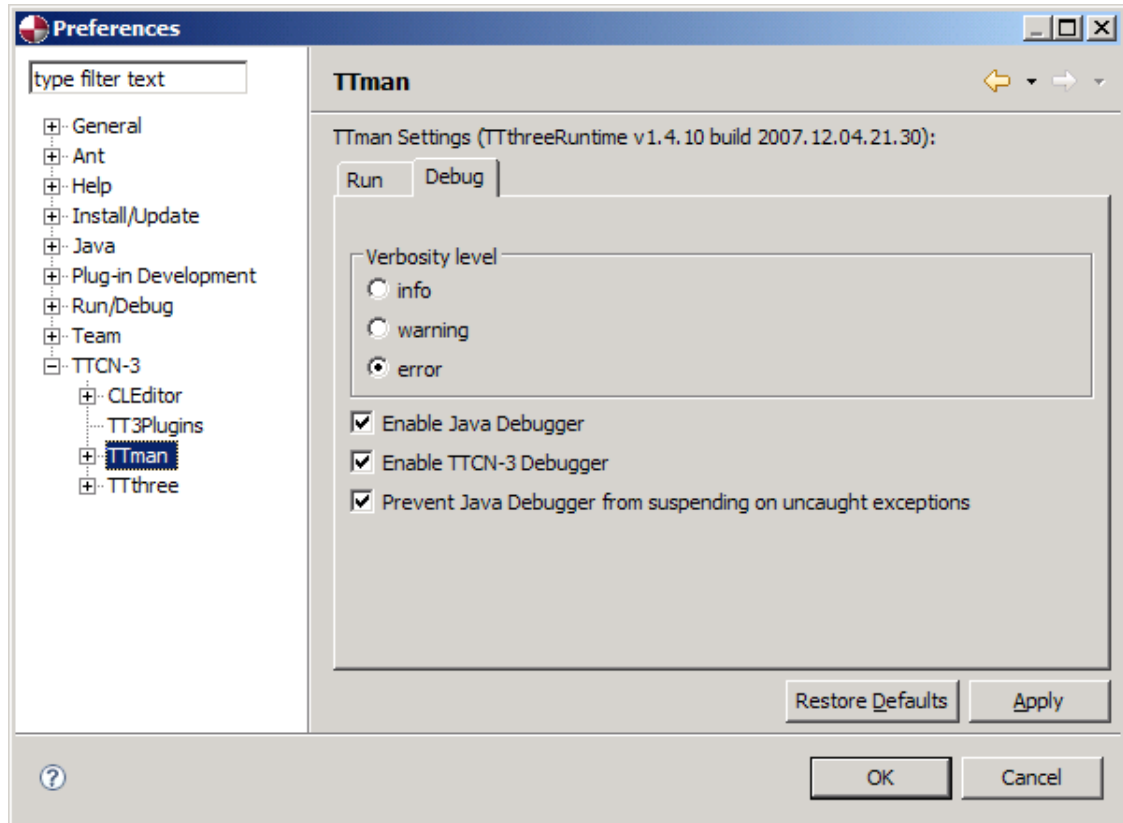 Preferences
type filter text
General
Ant
Help
Install/Update
Java
Plug-in Development
Run/Debug
Team
TTCN-3
CLEditor
TT3Plugins
TTman
TTthree
TTman
TTman Settings (TTthreeRuntime v1.4.10 build 2007.12.04.21.30):
Run Debug
Verbosity level
info
warning
error
Enable Java Debugger
Enable TTCN-3 Debugger
Prevent Java Debugger from suspending on uncaught exceptions
Restore Defaults Apply
? OK Cancel